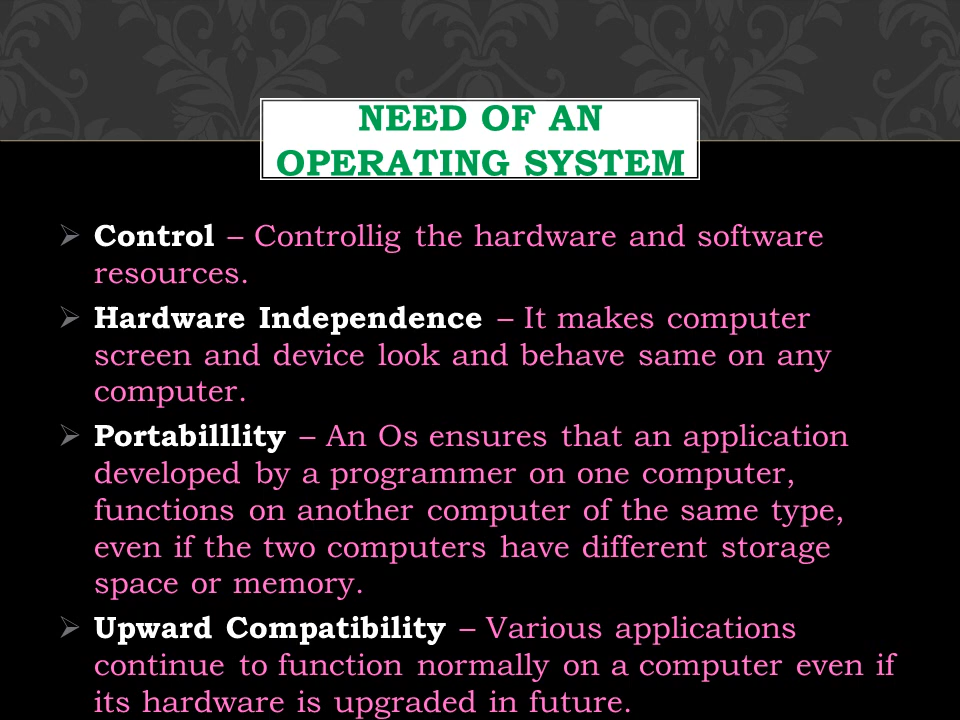 NEED OF AN
OPERATING SYSTEM
Control – Controllig the hardware and software
resources.
Hardware Independence – It makes computer
screen and device look and behave same on any
computer.
Portabilllity – An Os ensures that an application
developed by a programmer on one computer,
functions on another computer of the same type,
even if the two computers have different storage
space or memory.
Upward Compatibility – Various applications
continue to function normally on a computer even if
its hardware is upgraded in future.